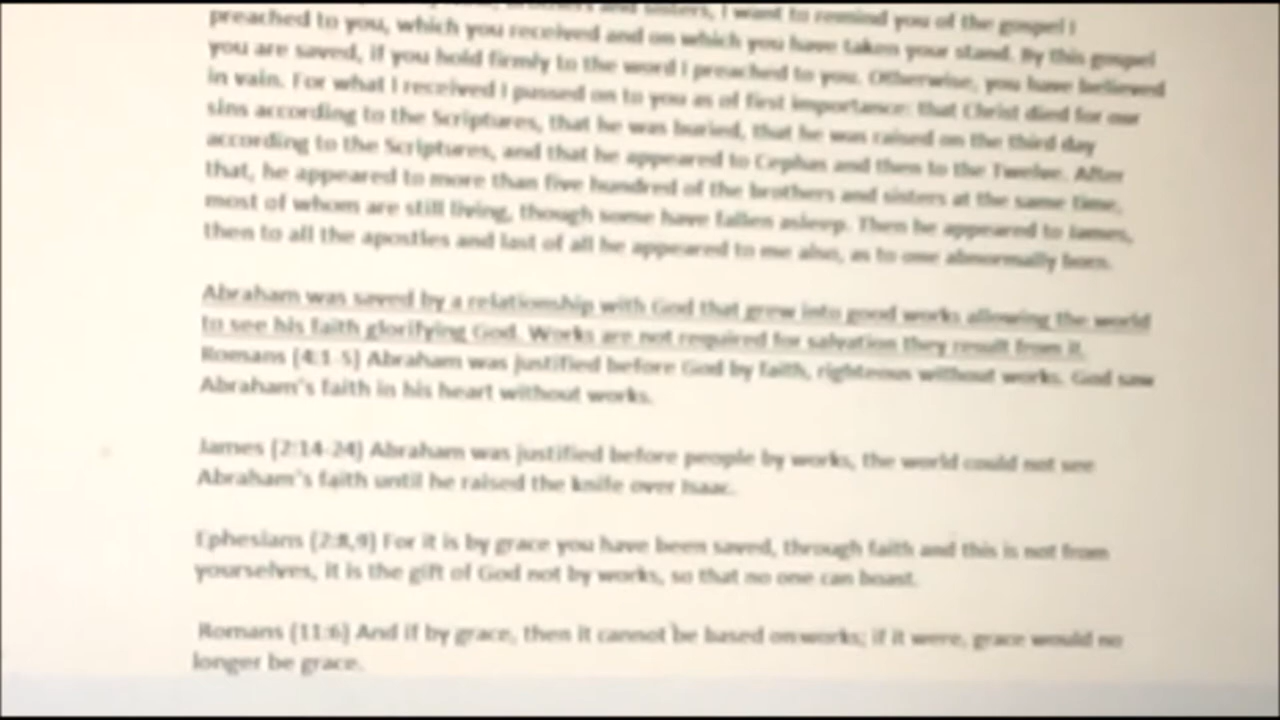 brothers and sisters, I want to remind you of the gospel I
preached to you, which you received and on which you have taken your stand. By this gospel
you are saved, if you hold firmly to the word I preached to you. Otherwise, you have believed
in vain. For what I received I passed on to you as of first importance: that Christ died for our
sins according to the Scriptures, that he was buried, that he was raised on the third day
according to the Scriptures, and that he appeared to Cephas and then to the Twelve. After
that, he appeared to more than five hundred of the brothers and sisters at the same time,
most of whom are still living, though some have fallen asleep. Then he appeared to James,
then to all the apostles and last of all he appeared to me also, as to one abnormally born.
Abraham was saved by a relationship with God that grew into good works allowing the world
to see his faith glorifying God. Works are not required for salvation they result from it.
Romans (4:1-5) Abraham was justified before God by faith, righteous without works. God saw
Abraham's faith in his heart without works.
James (2:14-24) Abraham was justified before people by works, the world could not see
Abraham's faith until he raised the knife over Isaac.
Ephesians (2:8,9) For it is by grace you have been saved, through faith and this is not from
yourselves, it is the gift of God not by works, so that no one can boast.
Romans (11:6) And if by grace, then it cannot be based on works; if it were, grace would no
longer be grace.